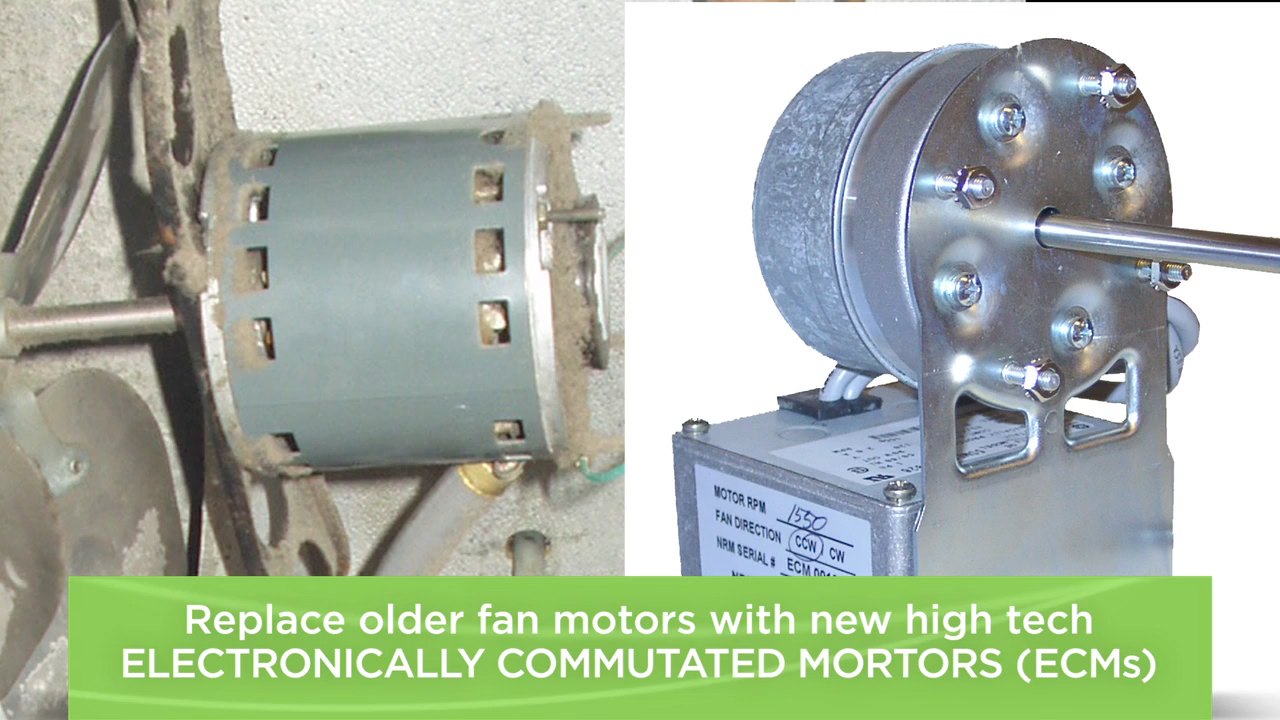 MOTOR RPM 1550
FAN DIRECTION CCW CW
NRM SERIAL # ECM
Replace older fan motors with new high tech
ELECTRONICALLY COMMUTATED MORTORS (ECMs)